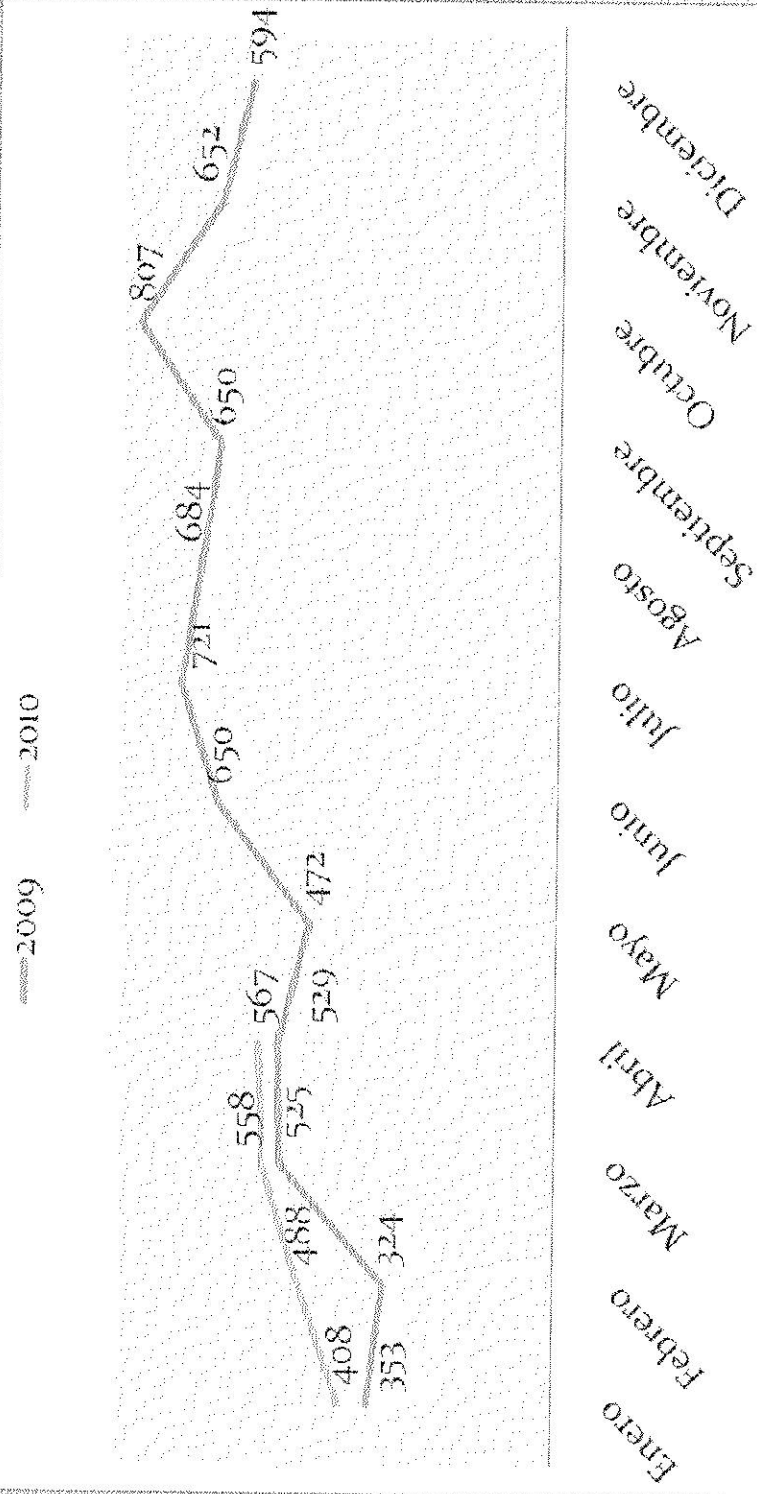 2009 2010
408 488 558 567
353 324 525 529 472 650 721 684 650 807 652 594
Enero Febrero Marzo Abril Mayo Junio Julio Agosto Septiembre Octubre Noviembre Diciembre